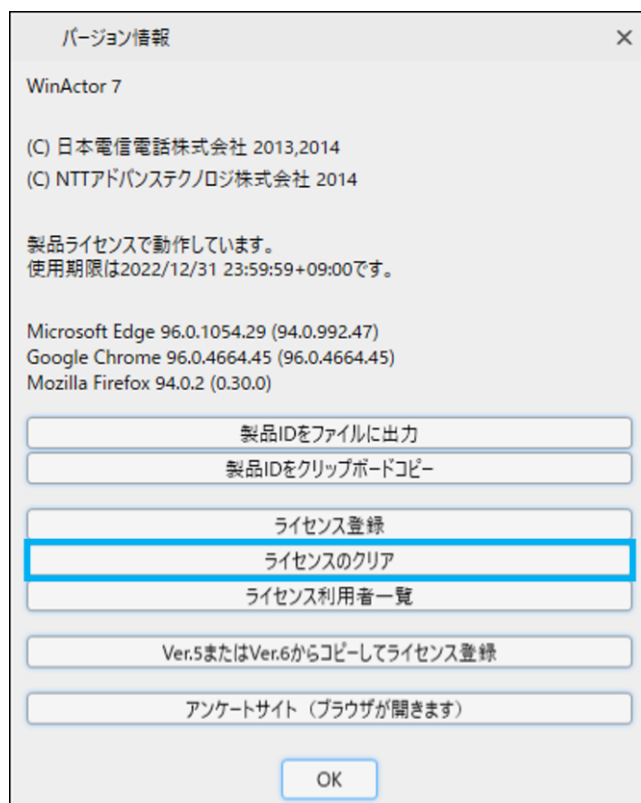 バージョン情報
WinActor 7
(C) 日本電信電話株式会社 2013,2014
(C) NTTアドバンステクノロジ株式会社 2014
製品ライセンスで動作しています。
使用期限は2022/12/31 23:59:59+09:00です。
Microsoft Edge 96.0.1054.29 (94.0.992.47)
Google Chrome 96.0.4664.45 (96.0.4664.45)
Mozilla Firefox 94.0.2 (0.30.0)
製品IDをファイルに出力
製品IDをクリップボードコピー
ライセンス登録
ライセンスのクリア
ライセンス利用者一覧
Ver.5またはVer.6からコピーしてライセンス登録
アンケートサイト（ブラウザが開きます）
OK